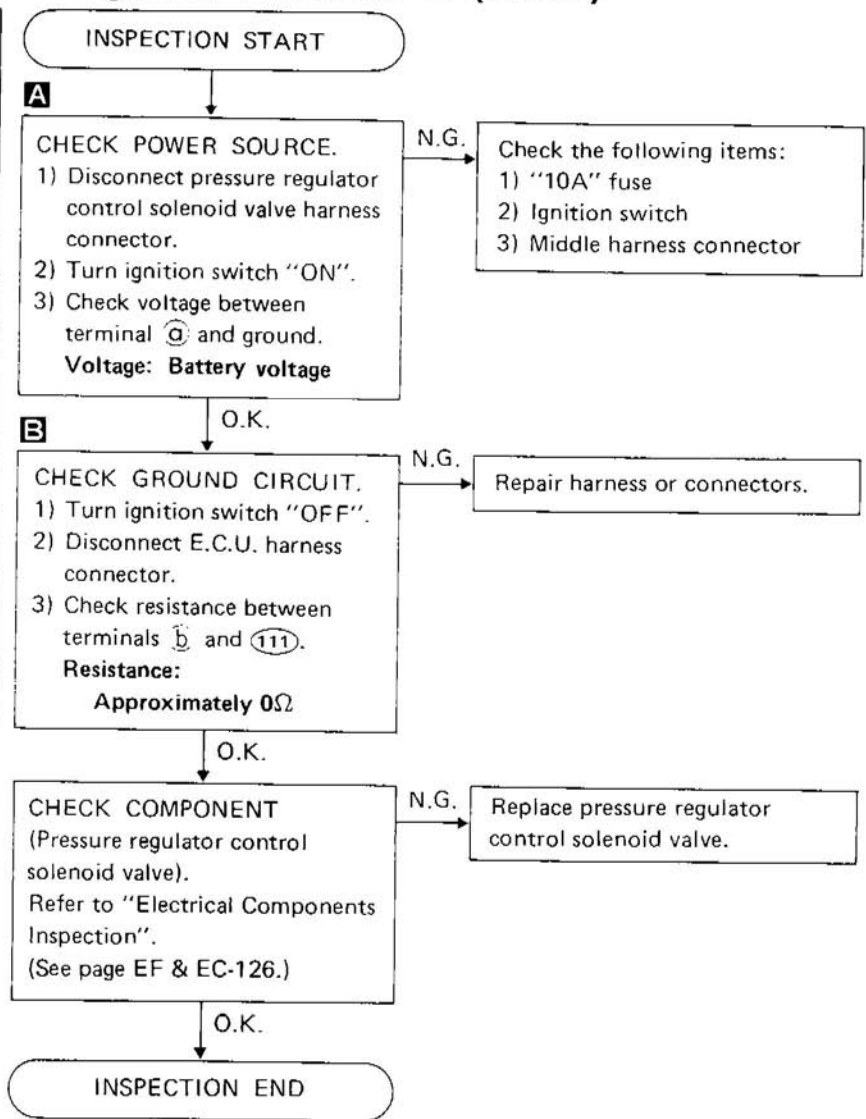 INSPECTION START
A
CHECK POWER SOURCE.
1) Disconnect pressure regulator
control solenoid valve harness
connector.
2) Turn ignition switch "ON".
3) Check voltage between
terminal ⓐ and ground.
Voltage: Battery voltage
N.G.
Check the following items:
1) "10A" fuse
2) Ignition switch
3) Middle harness connector
O.K.
B
CHECK GROUND CIRCUIT.
1) Turn ignition switch "OFF".
2) Disconnect E.C.U. harness
connector.
3) Check resistance between
terminals ⓑ and (111).
Resistance:
Approximately 0Ω
N.G.
Repair harness or connectors.
O.K.
CHECK COMPONENT
(Pressure regulator control
solenoid valve).
Refer to "Electrical Components
Inspection".
(See page EF & EC-126.)
N.G.
Replace pressure regulator
control solenoid valve.
O.K.
INSPECTION END